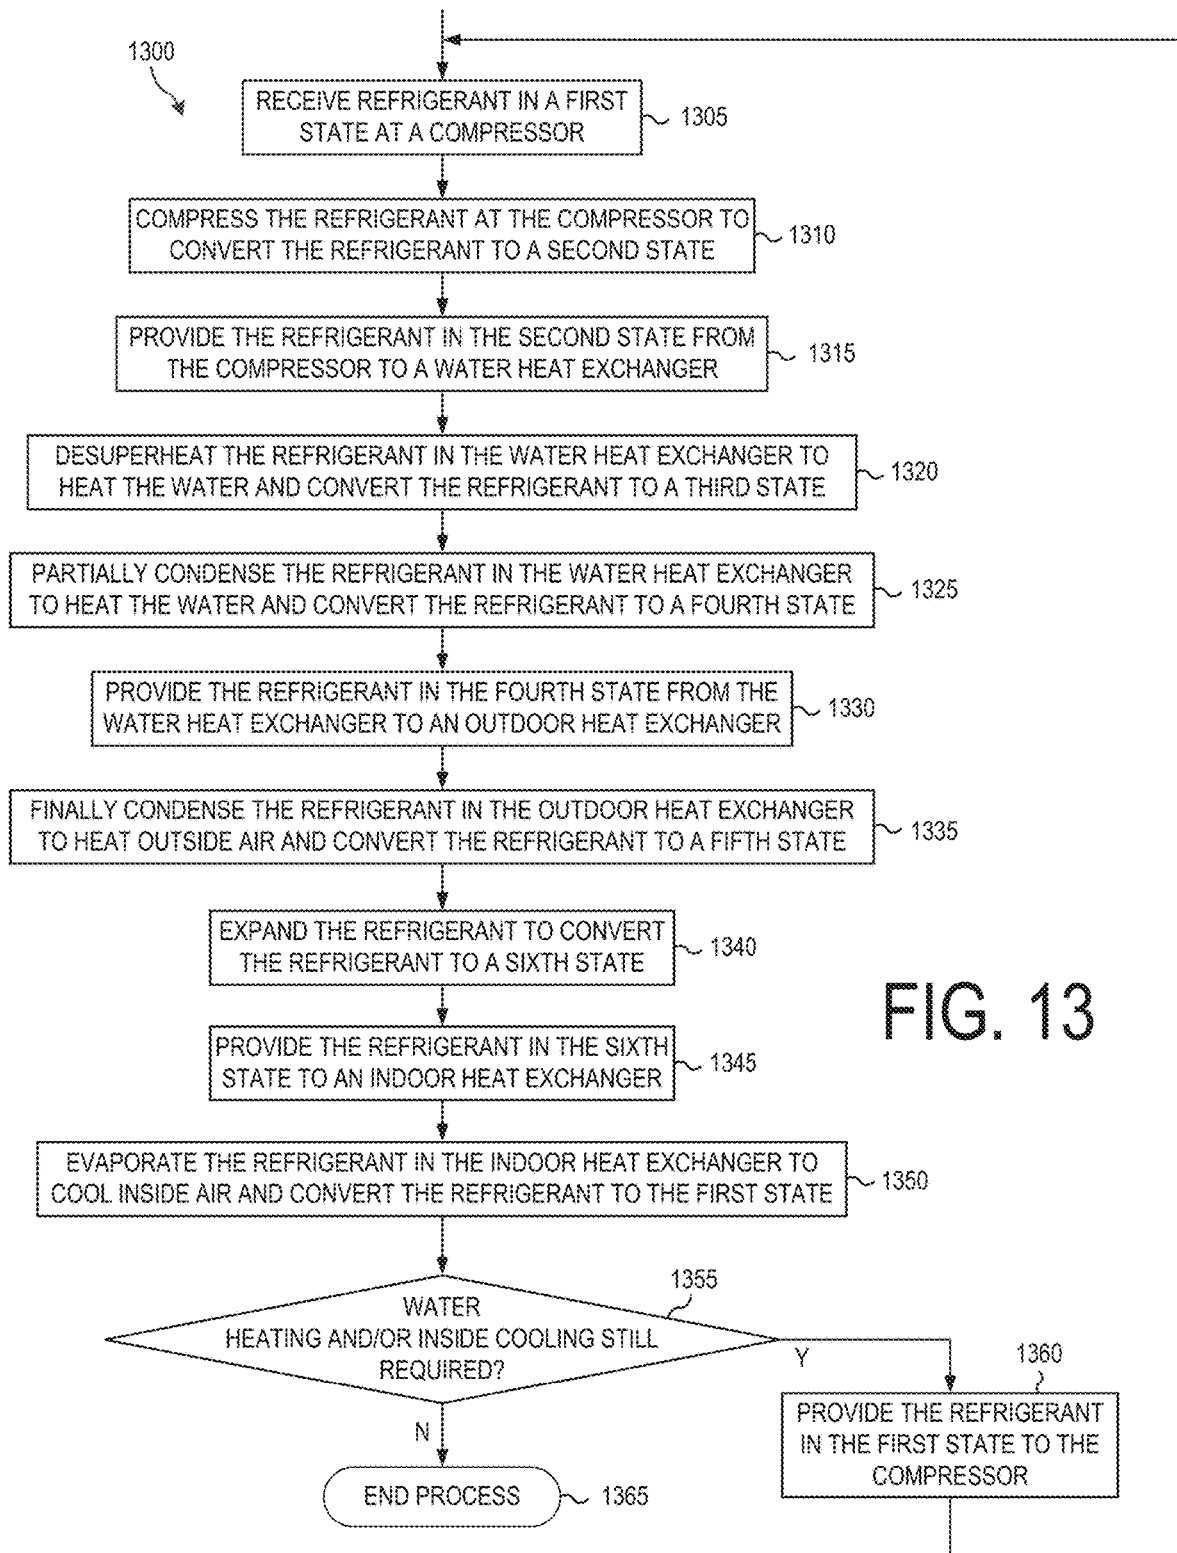 1300
RECEIVE REFRIGERANT IN A FIRST
STATE AT A COMPRESSOR
1305
COMPRESS THE REFRIGERANT AT THE COMPRESSOR TO
CONVERT THE REFRIGERANT TO A SECOND STATE
1310
PROVIDE THE REFRIGERANT IN THE SECOND STATE FROM
THE COMPRESSOR TO A WATER HEAT EXCHANGER
1315
DESUPERHEAT THE REFRIGERANT IN THE WATER HEAT EXCHANGER TO
HEAT THE WATER AND CONVERT THE REFRIGERANT TO A THIRD STATE
1320
PARTIALLY CONDENSE THE REFRIGERANT IN THE WATER HEAT EXCHANGER
TO HEAT THE WATER AND CONVERT THE REFRIGERANT TO A FOURTH STATE
1325
PROVIDE THE REFRIGERANT IN THE FOURTH STATE FROM THE
WATER HEAT EXCHANGER TO AN OUTDOOR HEAT EXCHANGER
1330
FINALLY CONDENSE THE REFRIGERANT IN THE OUTDOOR HEAT EXCHANGER
TO HEAT OUTSIDE AIR AND CONVERT THE REFRIGERANT TO A FIFTH STATE
1335
EXPAND THE REFRIGERANT TO CONVERT
THE REFRIGERANT TO A SIXTH STATE
1340
FIG. 13
PROVIDE THE REFRIGERANT IN THE SIXTH
STATE TO AN INDOOR HEAT EXCHANGER
1345
EVAPORATE THE REFRIGERANT IN THE INDOOR HEAT EXCHANGER TO
COOL INSIDE AIR AND CONVERT THE REFRIGERANT TO THE FIRST STATE
1350
WATER
HEATING AND/OR INSIDE COOLING STILL
REQUIRED?
1355
Y
N
1360
PROVIDE THE REFRIGERANT
IN THE FIRST STATE TO THE
COMPRESSOR
END PROCESS
1365